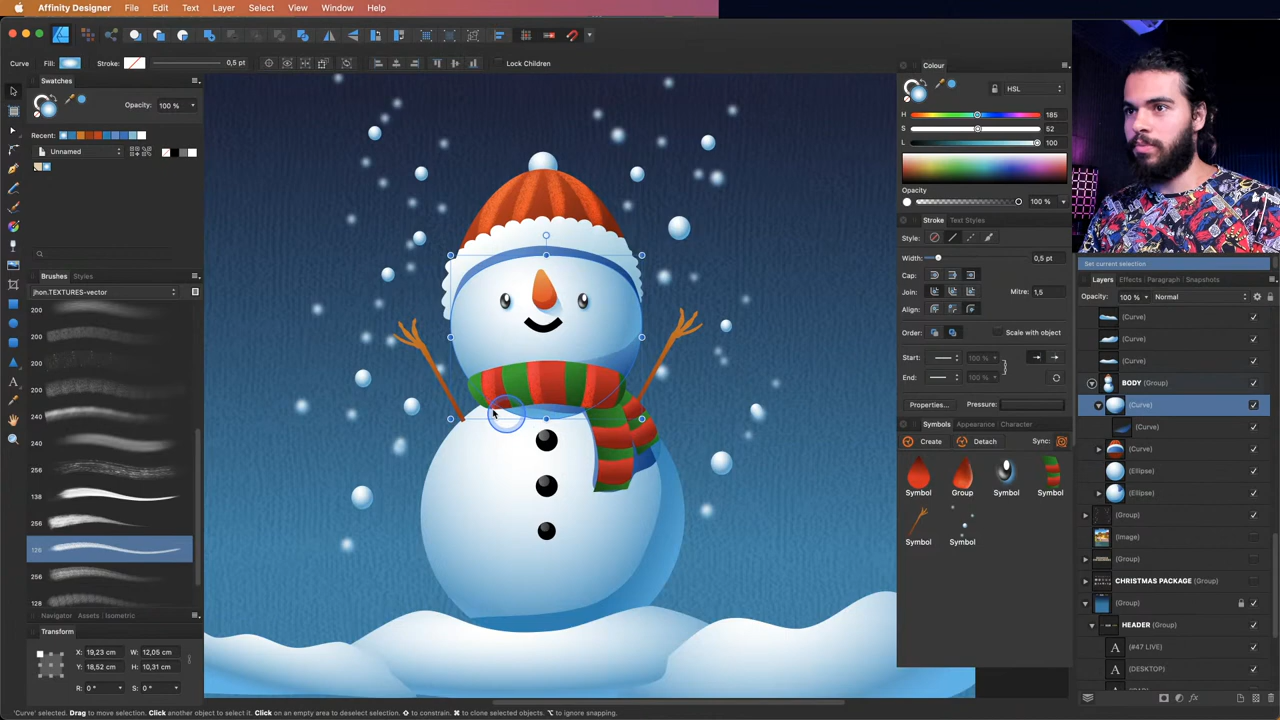 Affinity Designer File Edit Text Layer Select View Window Help
Curve Fill: Stroke: 0,5 pt Lock Children
Swatches
Opacity: 100 %
Recent:
Unnamed
Brushes Styles
jhon.TEXTURES-vector
200
200
200
200
240
256
138
256
128
256
128
Navigator Assets Isometric
Transform
X: 19,23 cm W: 12,05 cm
Y: 18,52 cm H: 10,31 cm
R: 0 ° S: 0 °
'Curve' selected. Drag to move selection. Click another object to select it. Click on an empty area to deselect selection. ⇧ to constrain. ⌘ to clone selected objects. ⌥ to ignore snapping.
Colour
HSL
H 185
S 52
L 100
Opacity
100 %
Stroke Text Styles
Style:
Width: 0,5 pt
Cap:
Join: Mitre: 1,5
Align:
Order: Scale with object
Start: 100 %
End: 100 %
Properties... Pressure:
Symbols Appearance Character
Create Detach Sync:
Symbol Group Symbol Symbol
Symbol Symbol
Set current selection
Layers Effects Paragraph Snapshots
Opacity: 100 % Normal
(Curve)
(Curve)
(Curve)
BODY (Group)
(Curve)
(Curve)
(Curve)
(Ellipse)
(Ellipse)
(Group)
(Image)
(Group)
CHRISTMAS PACKAGE (Group)
(Group)
HEADER (Group)
A (#47 LIVE)
A (DESKTOP)